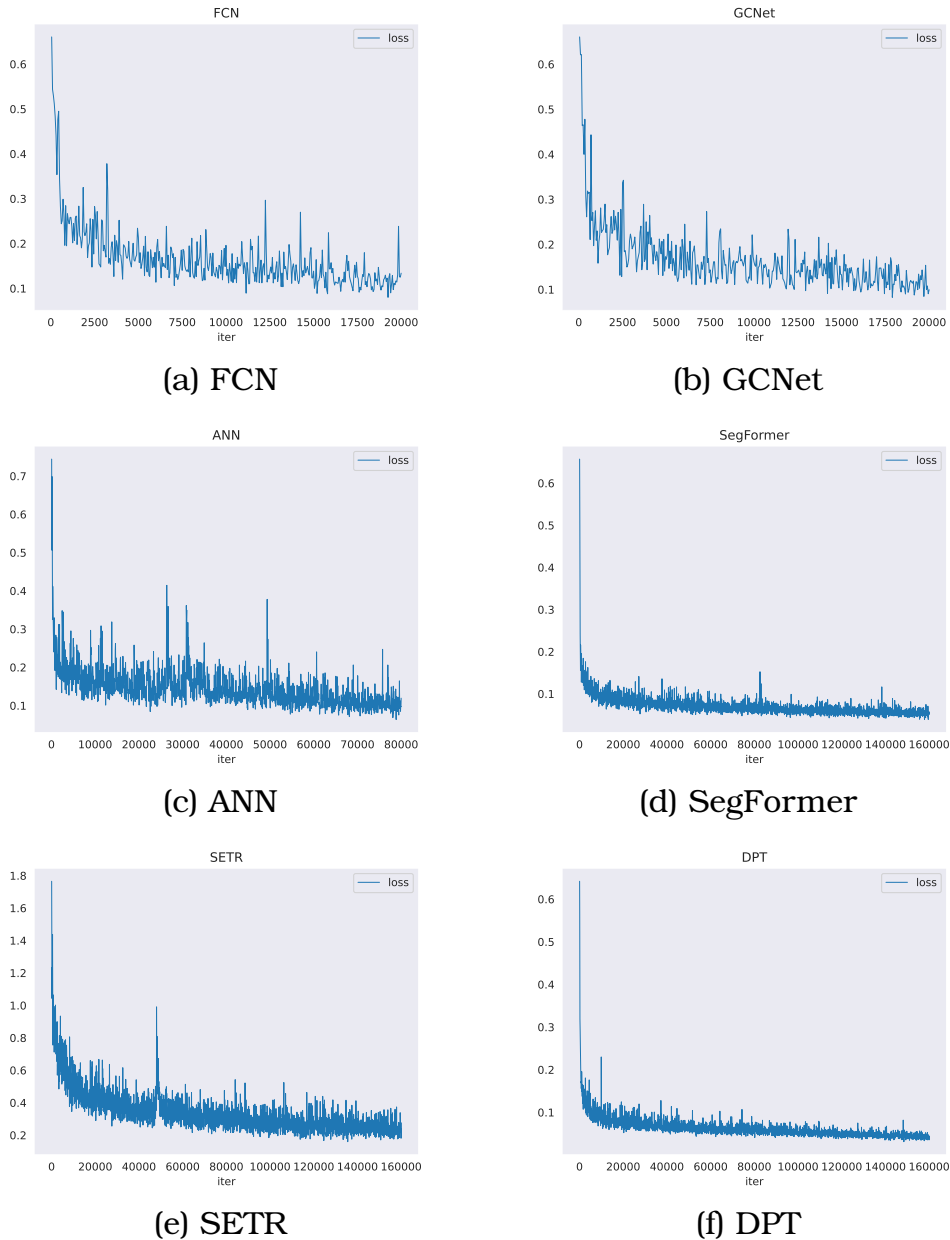 FCN
loss
0.6
0.5
0.4
0.3
0.2
0.1
0 2500 5000 7500 10000 12500 15000 17500 20000
iter
(a) FCN
GCNet
loss
0.6
0.5
0.4
0.3
0.2
0.1
0 2500 5000 7500 10000 12500 15000 17500 20000
iter
(b) GCNet
ANN
loss
0.7
0.6
0.5
0.4
0.3
0.2
0.1
0 10000 20000 30000 40000 50000 60000 70000 80000
iter
(c) ANN
SegFormer
loss
0.6
0.5
0.4
0.3
0.2
0.1
0 20000 40000 60000 80000 100000 120000 140000 160000
iter
(d) SegFormer
SETR
loss
1.8
1.6
1.4
1.2
1.0
0.8
0.6
0.4
0.2
0 20000 40000 60000 80000 100000 120000 140000 160000
iter
(e) SETR
DPT
loss
0.6
0.5
0.4
0.3
0.2
0.1
0 20000 40000 60000 80000 100000 120000 140000 160000
iter
(f) DPT